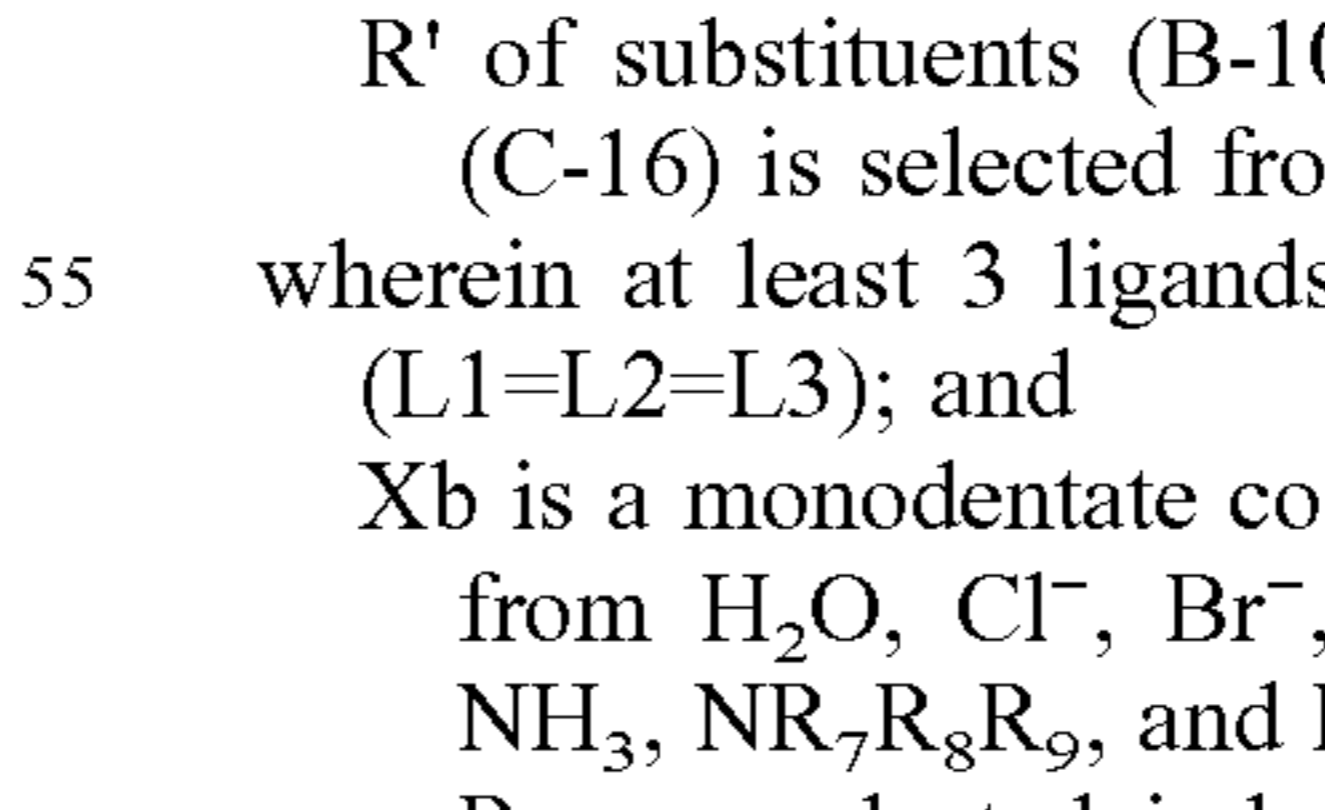 R' of substituents (B-10
(C-16) is selected fro
55 wherein at least 3 ligands
(L1=L2=L3); and
Xb is a monodentate co
from H₂O, Cl⁻, Br⁻,
NH₃, NR₇R₈R₉, and